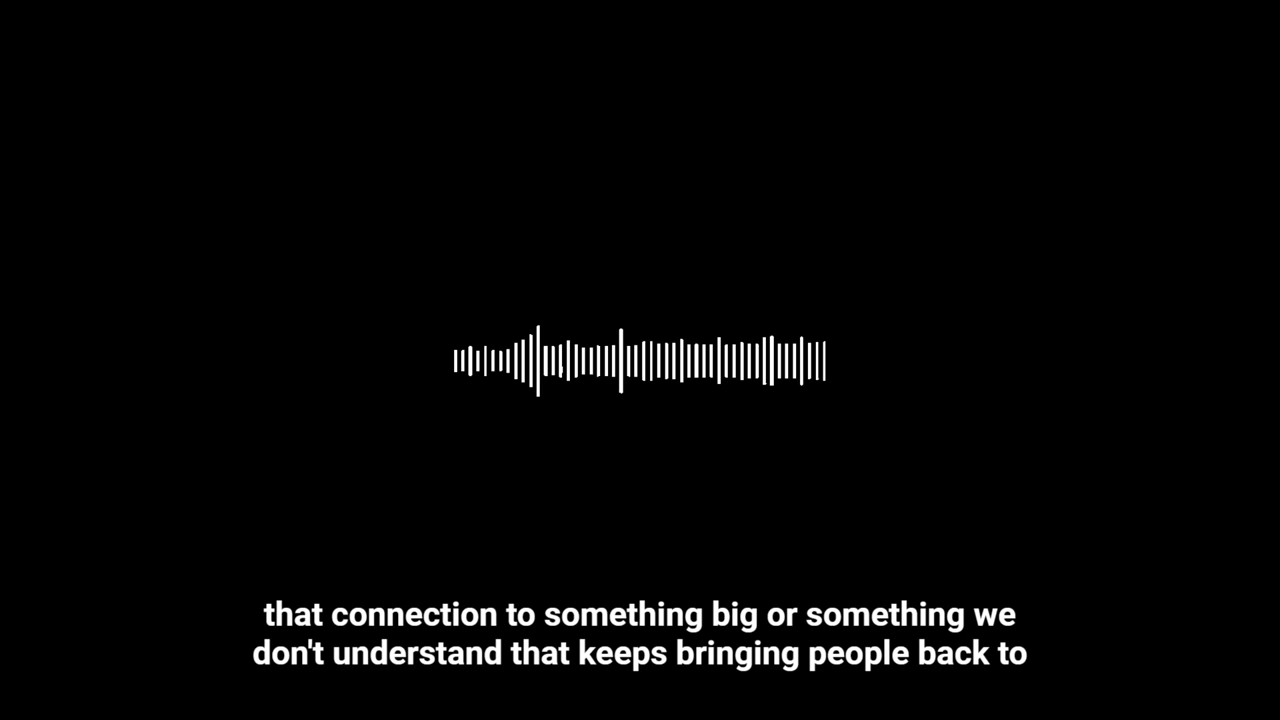 that connection to something big or something we
don't understand that keeps bringing people back to